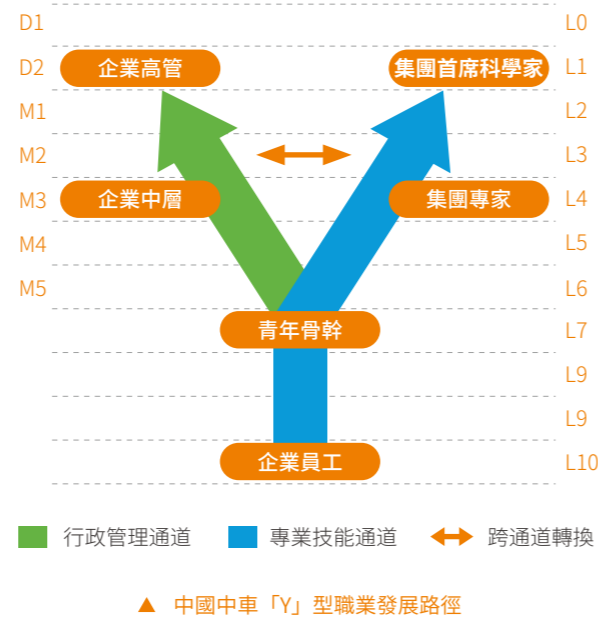 D1 L0
D2 企業高管 集團首席科學家 L1
M1 L2
M2 L3
M3 企業中層 集團專家 L4
M4 L5
M5 L6
青年骨幹 L7
L9
L9
企業員工 L10
行政管理通道 專業技能通道 跨通道轉換
▲ 中國中車「Y」型職業發展路徑